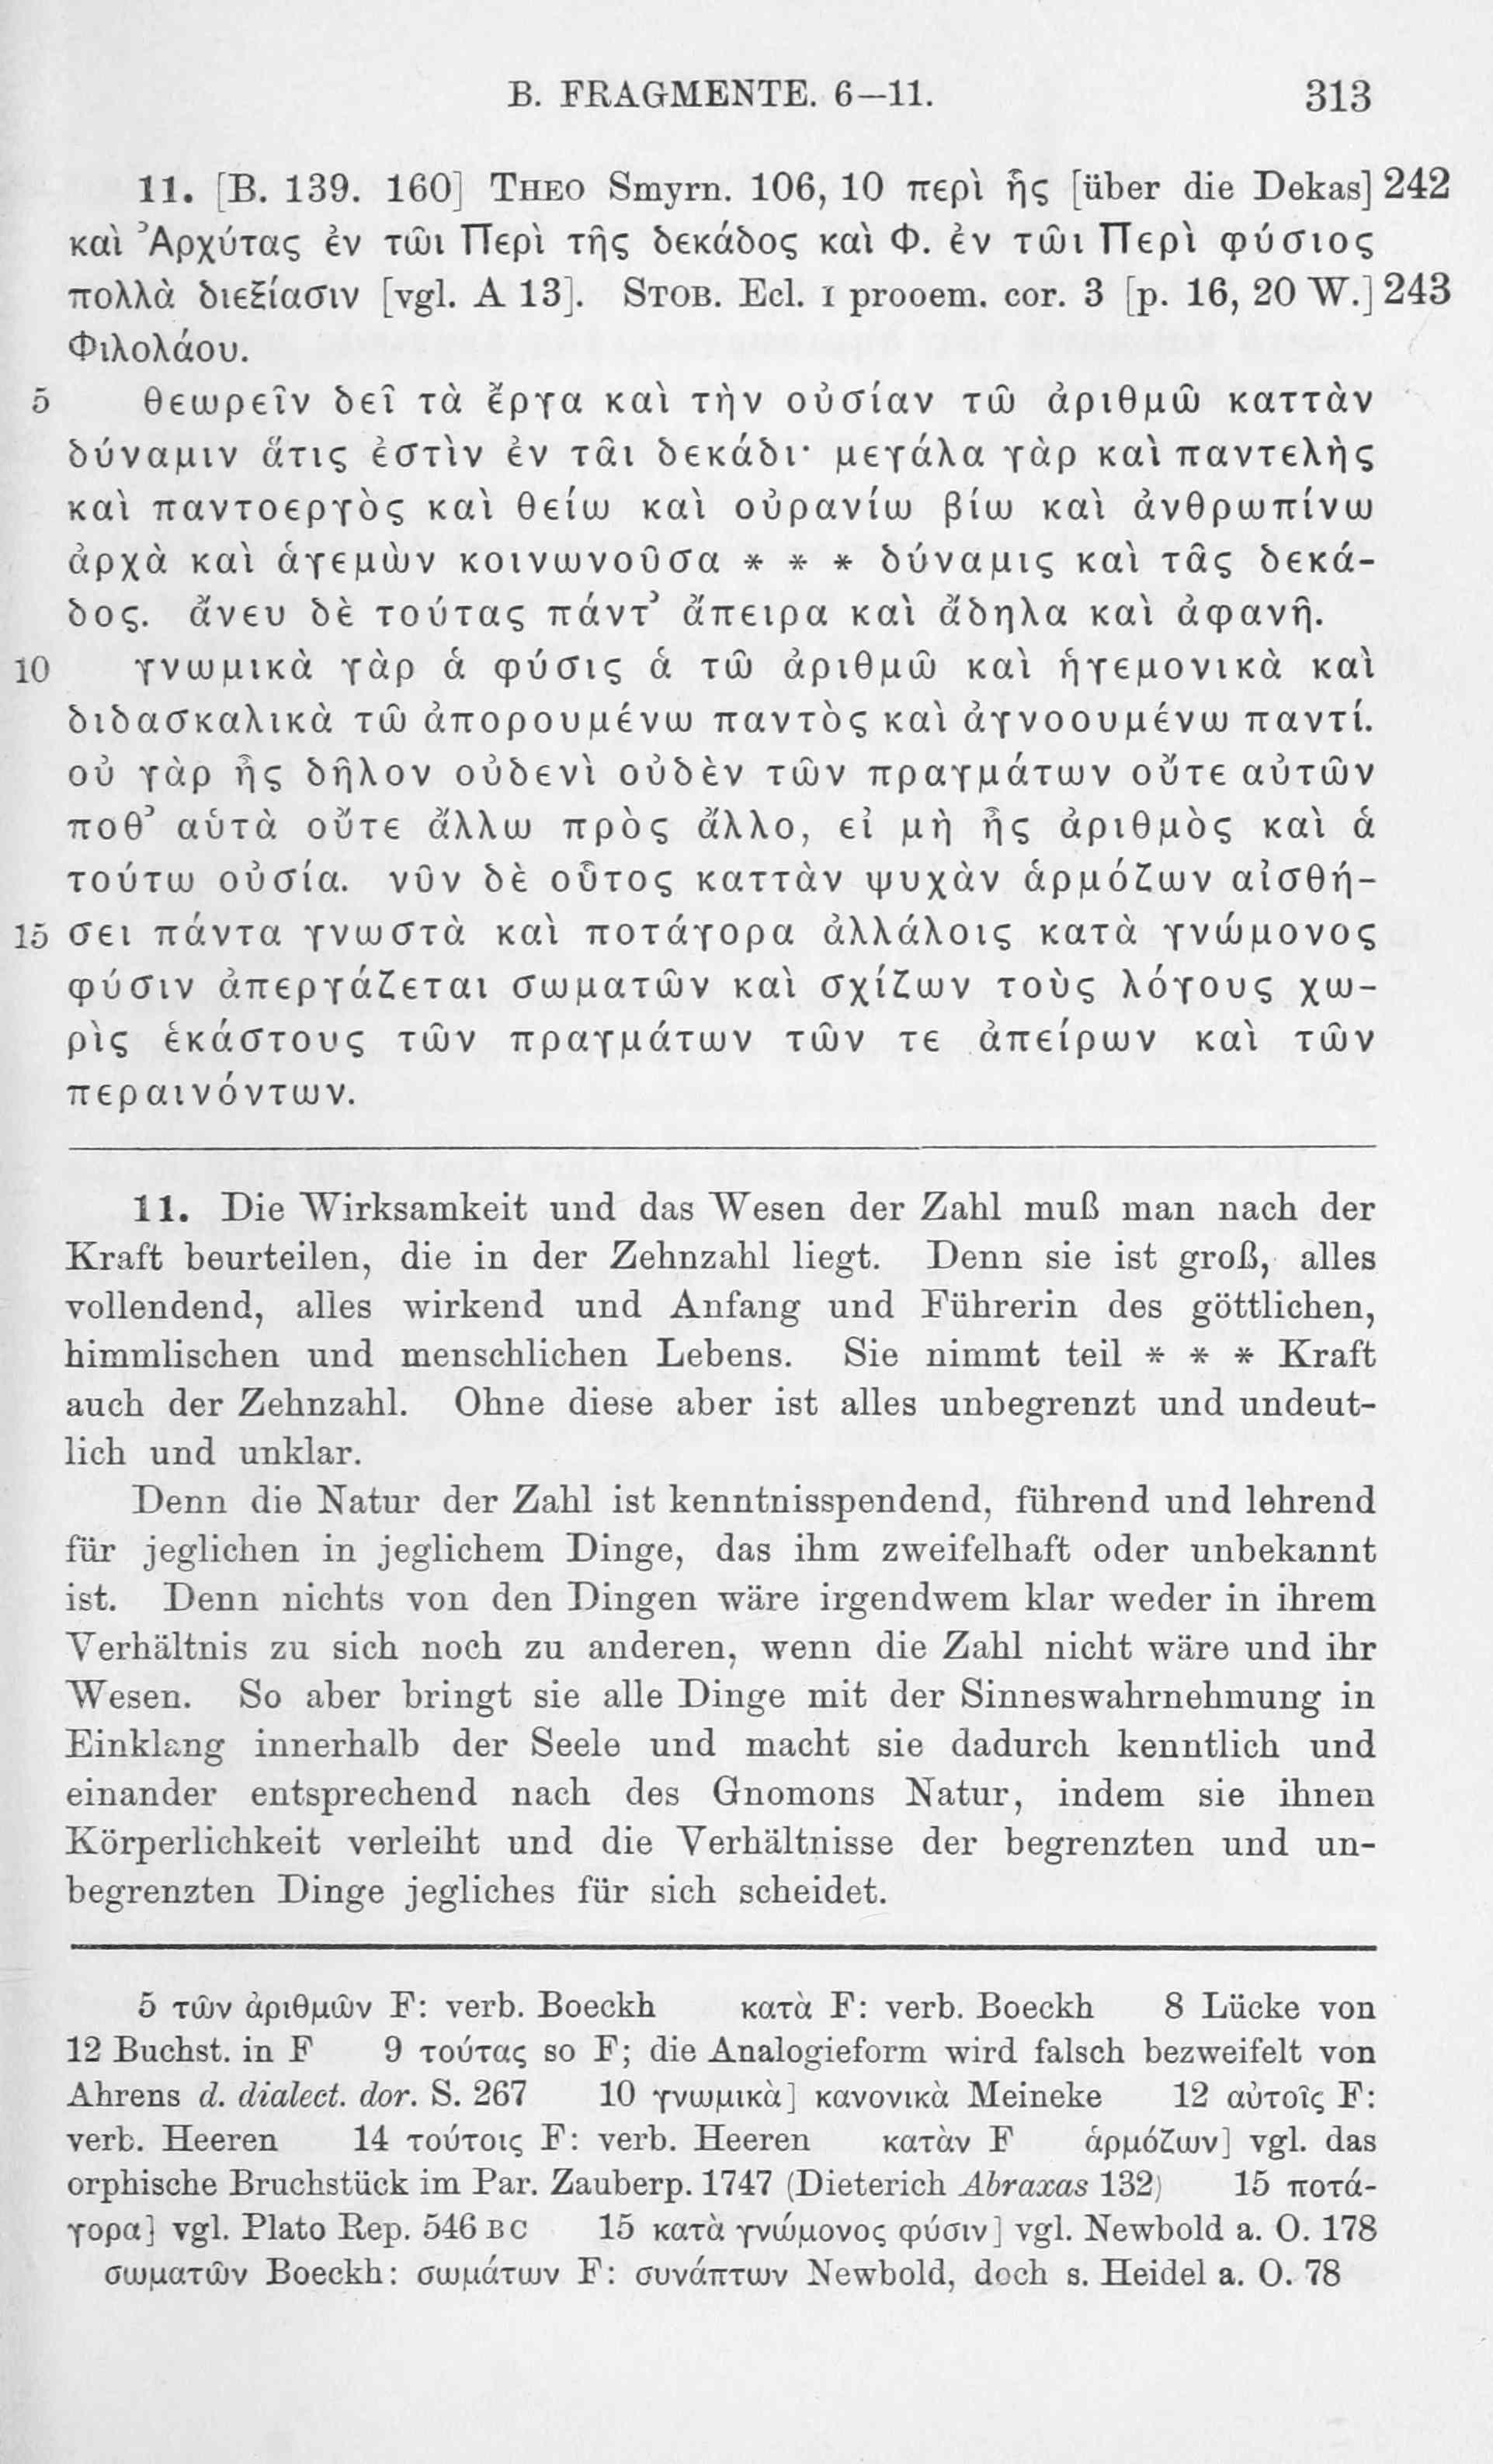 B. FRAGMENTE. 6—11. 313
11. [B. 139. 160] THEO Smyrn. 106, 10 περὶ ἧς [über die Dekas] 242
καὶ Ἀρχύτας ἐν τῶι Περὶ τῆς δεκάδος καὶ Φ. ἐν τῶι Περὶ φύσιος
πολλὰ διεξίασιν [vgl. A 13]. STOB. Ecl. I prooem. cor. 3 [p. 16, 20 W.] 243
Φιλολάου.
5 θεωρεῖν δεῖ τὰ ἔργα καὶ τὴν οὐσίαν τῶ ἀριθμῶ καττὰν
δύναμιν ἅτις ἐστὶν ἐν τᾶι δεκάδι· μεγάλα γὰρ καὶ παντελὴς
καὶ παντοεργὸς καὶ θείω καὶ οὐρανίω βίω καὶ ἀνθρωπίνω
ἀρχὰ καὶ ἁγεμὼν κοινωνοῦσα * * * δύναμις καὶ τᾶς δεκά-
δος. ἄνευ δὲ τούτας πάντ’ ἄπειρα καὶ ἄδηλα καὶ ἀφανῆ.
10 γνωμικὰ γὰρ ἁ φύσις ἁ τῶ ἀριθμῶ καὶ ἡγεμονικὰ καὶ
διδασκαλικὰ τῶ ἀπορουμένω παντὸς καὶ ἀγνοουμένω παντί.
οὐ γὰρ ἦς δῆλον οὐδενὶ οὐδὲν τῶν πραγμάτων οὔτε αὐτῶν
ποθ’ αὑτὰ οὔτε ἄλλω πρὸς ἄλλο, εἰ μὴ ἦς ἀριθμὸς καὶ ἁ
τούτω οὐσία. νῦν δὲ οὗτος καττὰν ψυχὰν ἁρμόζων αἰσθή-
15 σει πάντα γνωστὰ καὶ ποτάγορα ἀλλάλοις κατὰ γνώμονος
φύσιν ἀπεργάζεται σωματῶν καὶ σχίζων τοὺς λόγους χω-
ρὶς ἑκάστους τῶν πραγμάτων τῶν τε ἀπείρων καὶ τῶν
περαινόντων.
11. Die Wirksamkeit und das Wesen der Zahl muß man nach der
Kraft beurteilen, die in der Zehnzahl liegt. Denn sie ist groß, alles
vollendend, alles wirkend und Anfang und Führerin des göttlichen,
himmlischen und menschlichen Lebens. Sie nimmt teil * * * Kraft
auch der Zehnzahl. Ohne diese aber ist alles unbegrenzt und undeut-
lich und unklar.
Denn die Natur der Zahl ist kenntnisspendend, führend und lehrend
für jeglichen in jeglichem Dinge, das ihm zweifelhaft oder unbekannt
ist. Denn nichts von den Dingen wäre irgendwem klar weder in ihrem
Verhältnis zu sich noch zu anderen, wenn die Zahl nicht wäre und ihr
Wesen. So aber bringt sie alle Dinge mit der Sinneswahrnehmung in
Einklang innerhalb der Seele und macht sie dadurch kenntlich und
einander entsprechend nach des Gnomons Natur, indem sie ihnen
Körperlichkeit verleiht und die Verhältnisse der begrenzten und un-
begrenzten Dinge jegliches für sich scheidet.
5 τῶν ἀριθμῶν F: verb. Boeckh κατὰ F: verb. Boeckh 8 Lücke von
12 Buchst. in F 9 τούτας so F; die Analogieform wird falsch bezweifelt von
Ahrens d. dialect. dor. S. 267 10 γνωμικὰ] κανονικὰ Meineke 12 αὐτοῖς F:
verb. Heeren 14 τούτοις F: verb. Heeren κατὰν F ἁρμόζων] vgl. das
orphische Bruchstück im Par. Zauberp. 1747 (Dieterich Abraxas 132) 15 ποτά-
γορα] vgl. Plato Rep. 546 BC 15 κατὰ γνώμονος φύσιν] vgl. Newbold a. O. 178
σωματῶν Boeckh: σωμάτων F: συνάπτων Newbold, doch s. Heidel a. O. 78